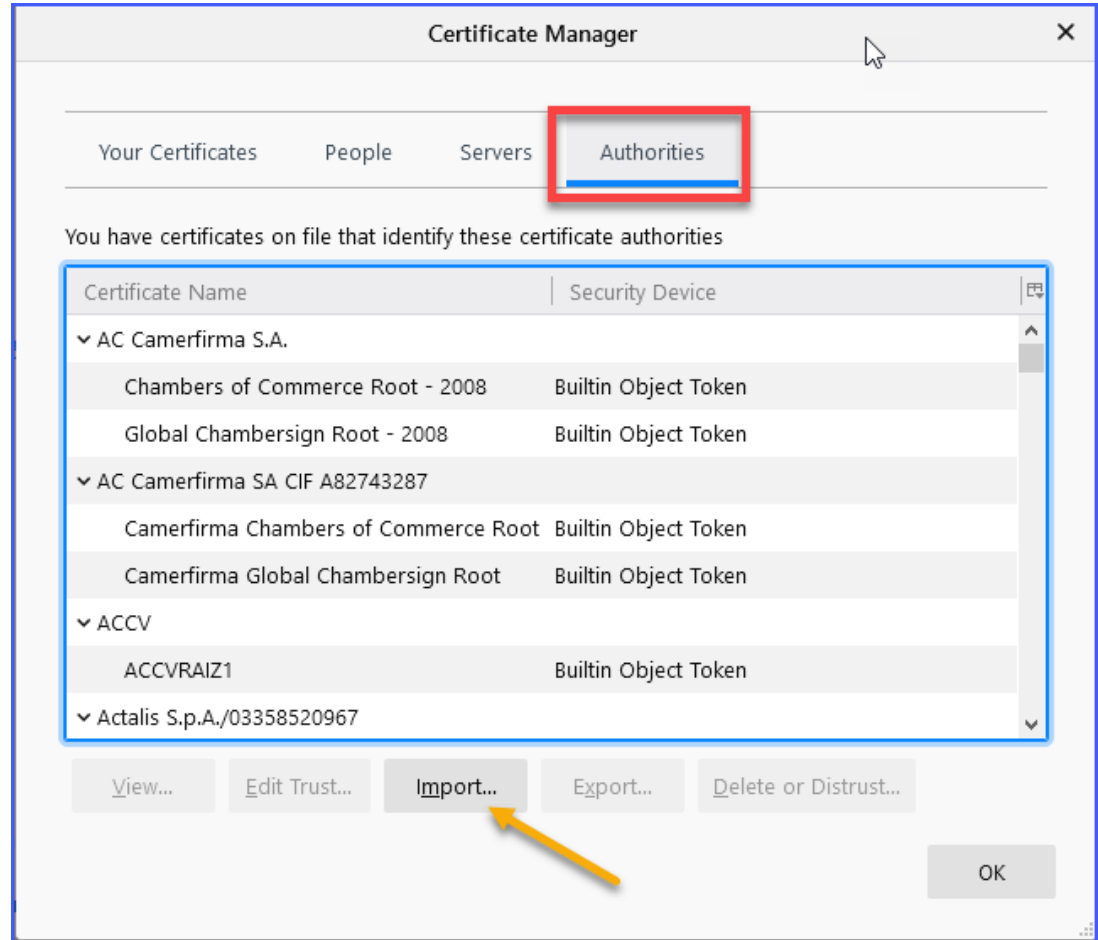 Certificate Manager
Your Certificates People Servers Authorities
You have certificates on file that identify these certificate authorities
Certificate Name Security Device
AC Camerfirma S.A.
Chambers of Commerce Root - 2008 Builtin Object Token
Global Chambersign Root - 2008 Builtin Object Token
AC Camerfirma SA CIF A82743287
Camerfirma Chambers of Commerce Root Builtin Object Token
Camerfirma Global Chambersign Root Builtin Object Token
ACCV
ACCVRAIZ1 Builtin Object Token
Actalis S.p.A./03358520967
View... Edit Trust... Import... Export... Delete or Distrust...
OK